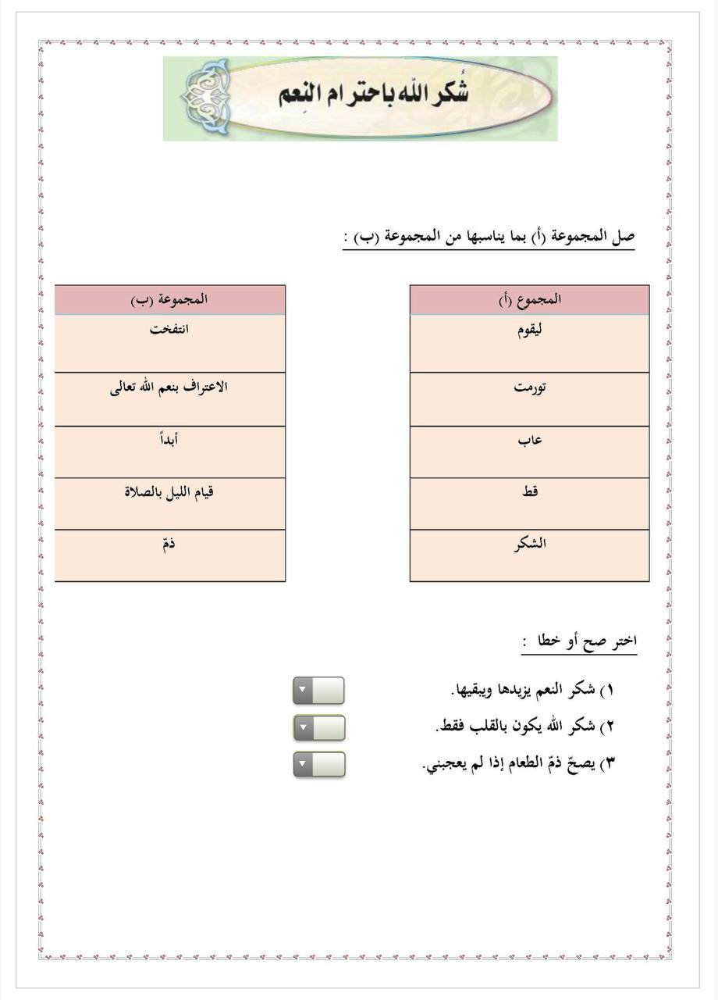 شُكر الله باحترام النِعم
صل المجموعة (أ) بما يناسبها من المجموعة (ب) :
المجموع (أ)
المجموعة (ب)
ليقوم
انتفخت
تورمت
الاعتراف بنعم الله تعالى
عاب
أبداً
قط
قيام الليل بالصلاة
الشكر
ذمّ
اختر صح أو خطا :
١) شكر النعم يزيدها ويبقيها.
٢) شكر الله يكون بالقلب فقط.
٣) يصحّ ذمّ الطعام إذا لم يعجبني.